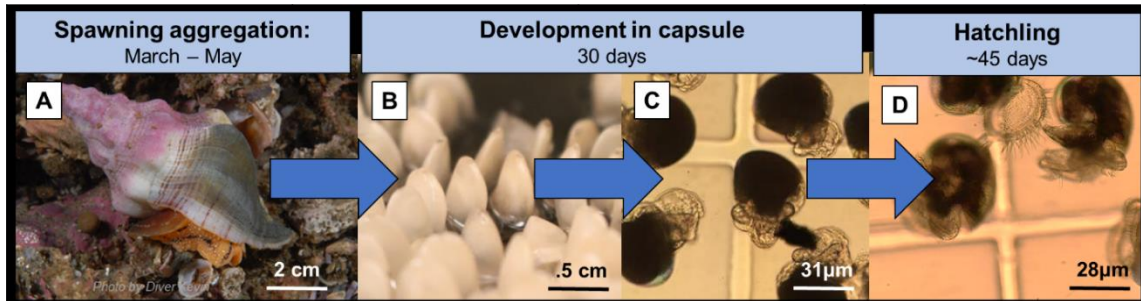 Spawning aggregation:
March – May
Development in capsule
30 days
Hatchling
~45 days
A
B
C
D
2 cm
.5 cm
31µm
28µm
Photo by Diver Kevin